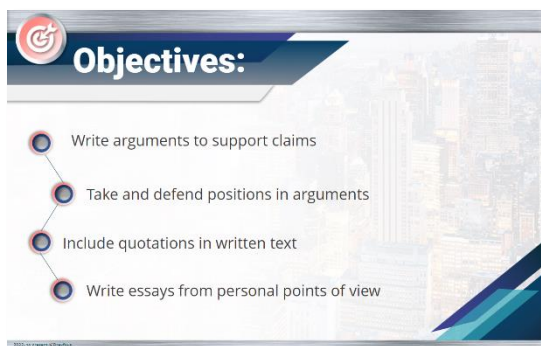 Objectives:
Write arguments to support claims
Take and defend positions in arguments
Include quotations in written text
Write essays from personal points of view